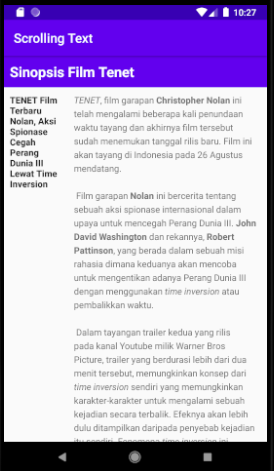 10:27
Scrolling Text
Sinopsis Film Tenet
TENET Film
Terbaru
Nolan, Aksi
Spionase
Cegah
Perang
Dunia III
Lewat Time
Inversion
TENET, film garapan Christopher Nolan ini
telah mengalami beberapa kali penundaan
waktu tayang dan akhirnya film tersebut
sudah menemukan tanggal rilis baru. Film ini
akan tayang di Indonesia pada 26 Agustus
mendatang.
Film garapan Nolan ini bercerita tentang
sebuah aksi spionase internasional dalam
upaya untuk mencegah Perang Dunia III. John
David Washington dan rekannya, Robert
Pattinson, yang berada dalam sebuah misi
rahasia dimana keduanya akan mencoba
untuk mengentikan adanya Perang Dunia III
dengan menggunakan time inversion atau
pembalikkan waktu.
Dalam tayangan trailer kedua yang rilis
pada kanal Youtube milik Warner Bros
Picture, trailer yang berdurasi lebih dari dua
menit tersebut, memungkinkan konsep dari
time inversion sendiri yang memungkinkan
karakter-karakter untuk mengalami sebuah
kejadian secara terbalik. Efeknya akan lebih
dulu ditampilkan daripada penyebab kejadian
itu sendiri. Fenomena time inversion ini